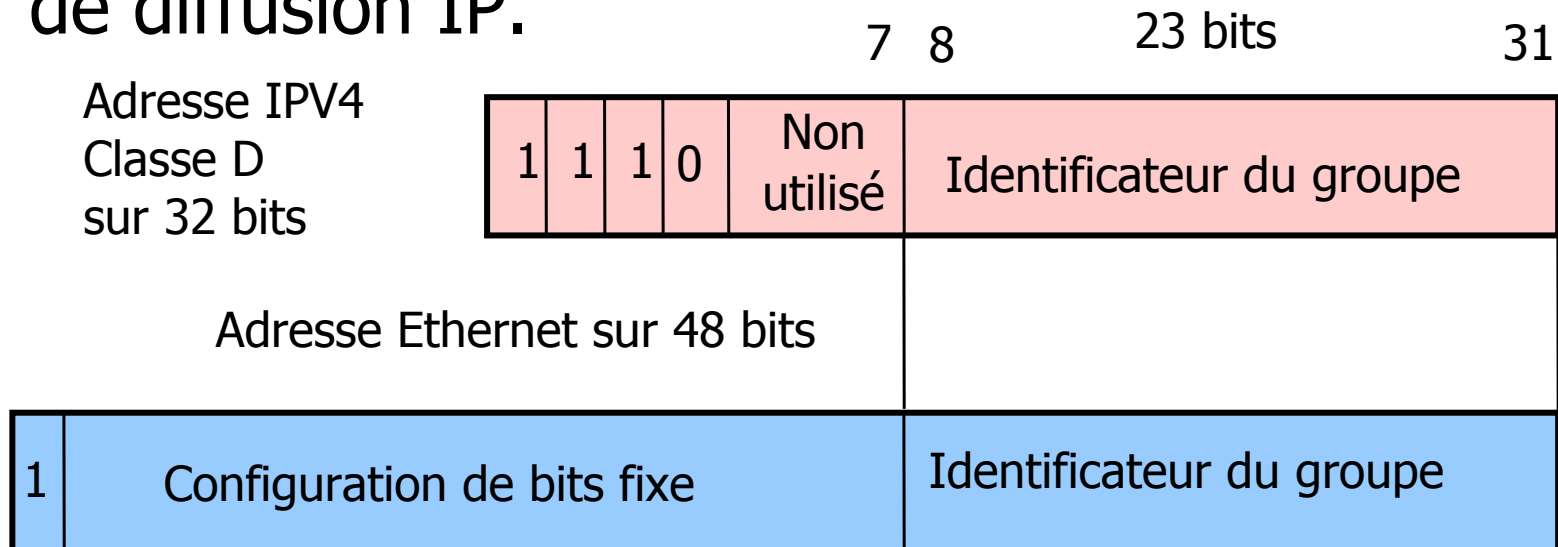 de diffusion IP.
7 8 23 bits 31
Adresse IPV4
Classe D
sur 32 bits
1 1 1 0
Non
utilisé
Identificateur du groupe
Adresse Ethernet sur 48 bits
1 Configuration de bits fixe Identificateur du groupe